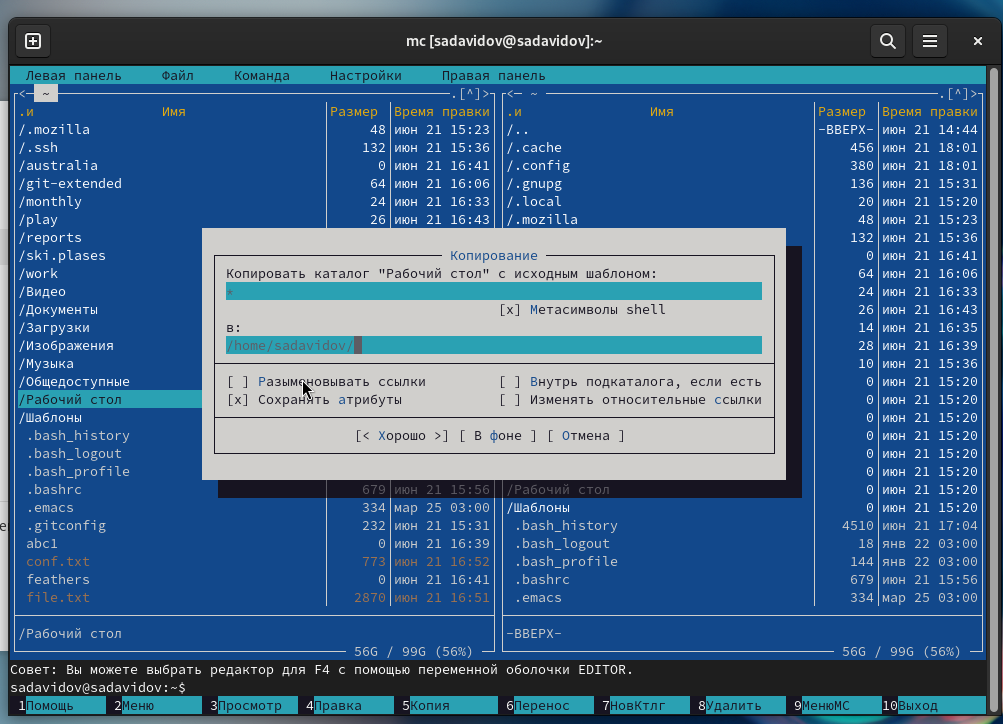 mc [sadavidov@sadavidov]:~
Левая панель Файл Команда Настройки Правая панель
<─ ~ .[^]> <─ ~ .[^]>
.и Имя Размер Время правки .и Имя Размер Время правки
/.mozilla 48 июн 21 15:23 /.. -ВВЕРХ- июн 21 14:44
/.ssh 132 июн 21 15:36 /.cache 456 июн 21 18:01
/australia 0 июн 21 16:41 /.config 380 июн 21 18:01
/git-extended 64 июн 21 16:06 /.gnupg 136 июн 21 15:31
/monthly 24 июн 21 16:33 /.local 20 июн 21 15:20
/play 26 июн 21 16:43 /.mozilla 48 июн 21 15:23
/reports 132 июн 21 15:36
/ski.plases Копирование 0 июн 21 16:41
/work Копировать каталог "Рабочий стол" с исходным шаблоном: 64 июн 21 16:06
/Видео * 24 июн 21 16:33
/Документы [x] Метасимволы shell 26 июн 21 16:43
/Загрузки в: 14 июн 21 16:35
/Изображения /home/sadavidov/ 28 июн 21 16:39
/Музыка 10 июн 21 15:36
/Общедоступные [ ] Разыменовывать ссылки [ ] Внутрь подкаталога, если есть 0 июн 21 15:20
/Рабочий стол [x] Сохранять атрибуты [ ] Изменять относительные ссылки 0 июн 21 15:20
/Шаблоны 0 июн 21 15:20
.bash_history [< Хорошо >] [ В фоне ] [ Отмена ] 0 июн 21 15:20
.bash_logout 0 июн 21 15:20
.bash_profile 0 июн 21 15:20
.bashrc 679 июн 21 15:56 /Рабочий стол 0 июн 21 15:20
.emacs 334 мар 25 03:00 /Шаблоны 0 июн 21 15:20
.gitconfig 232 июн 21 15:31 .bash_history 4510 июн 21 17:04
abc1 0 июн 21 16:39 .bash_logout 18 янв 22 03:00
conf.txt 773 июн 21 16:52 .bash_profile 144 янв 22 03:00
feathers 0 июн 21 16:41 .bashrc 679 июн 21 15:56
file.txt 2870 июн 21 16:51 .emacs 334 мар 25 03:00
/Рабочий стол -ВВЕРХ-
56G / 99G (56%) 56G / 99G (56%)
Совет: Вы можете выбрать редактор для F4 с помощью переменной оболочки EDITOR.
sadavidov@sadavidov:~$
1Помощь 2Меню 3Просмотр 4Правка 5Копия 6Перенос 7НовКтлг 8Удалить 9МенюМС 10Выход